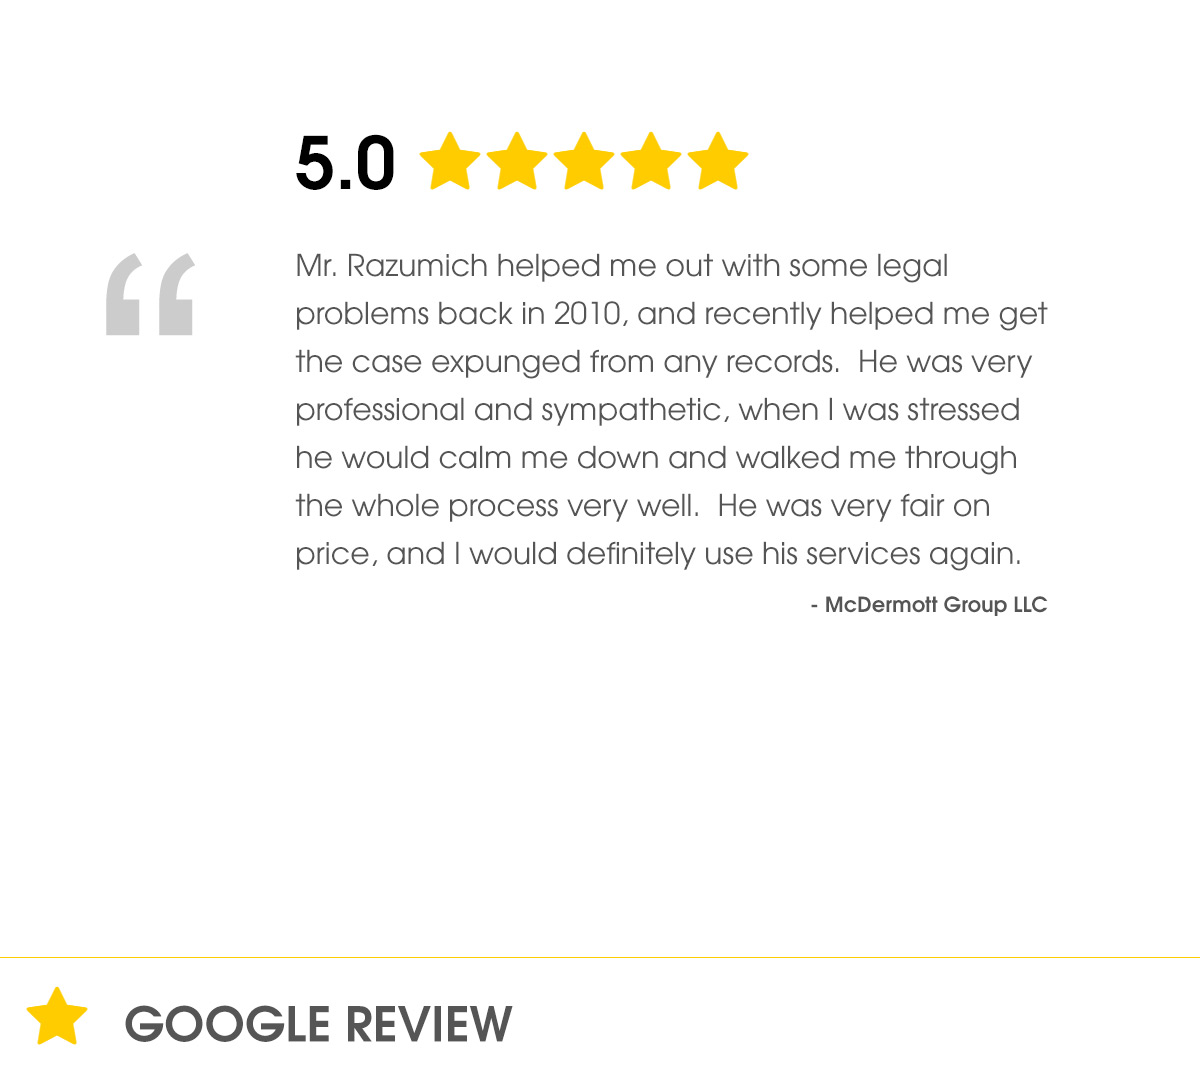 5.0
“
Mr. Razumich helped me out with some legal
problems back in 2010, and recently helped me get
the case expunged from any records.  He was very
professional and sympathetic, when I was stressed
he would calm me down and walked me through
the whole process very well.  He was very fair on
price, and I would definitely use his services again.
- McDermott Group LLC
GOOGLE REVIEW